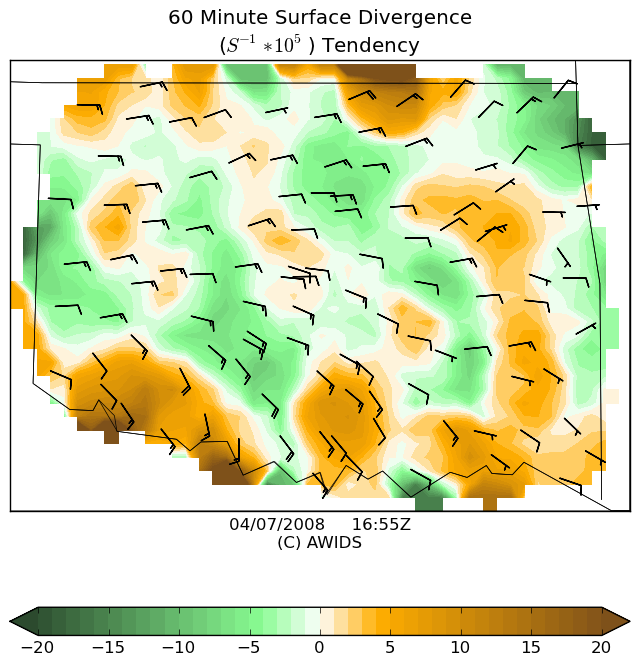 60 Minute Surface Divergence
(S⁻¹ *10⁵ ) Tendency
04/07/2008 16:55Z
(C) AWIDS
−20 −15 −10 −5 0 5 10 15 20